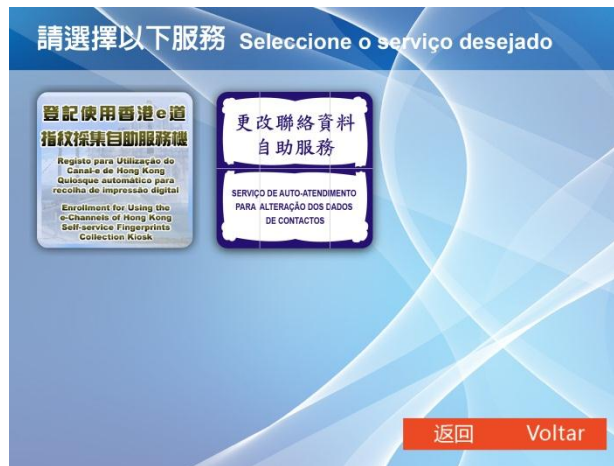 請選擇以下服務 Seleccione o serviço desejado
登記使用香港e道
指紋採集自助服務機
Registo para Utilização do
Canal-e de Hong Kong
Quiosque automático para
recolha de impressão digital
Enrollment for Using the
e-Channels of Hong Kong
Self-service Fingerprints
Collection Kiosk
更改聯絡資料
自助服務
SERVIÇO DE AUTO-ATENDIMENTO
PARA ALTERAÇÃO DOS DADOS
DE CONTACTOS
返回 Voltar